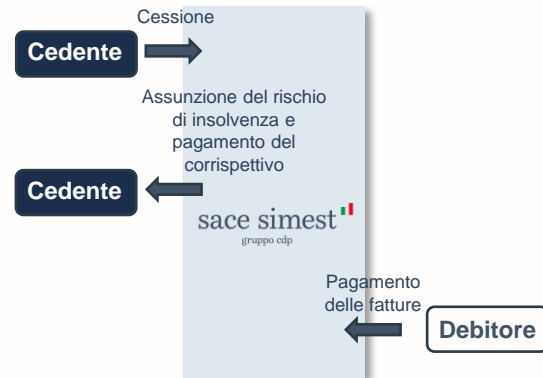 Cessione
Cedente
Assunzione del rischio
di insolvenza e
pagamento del
corrispettivo
Cedente
sace simest
gruppo cdp
Pagamento
delle fatture
Debitore